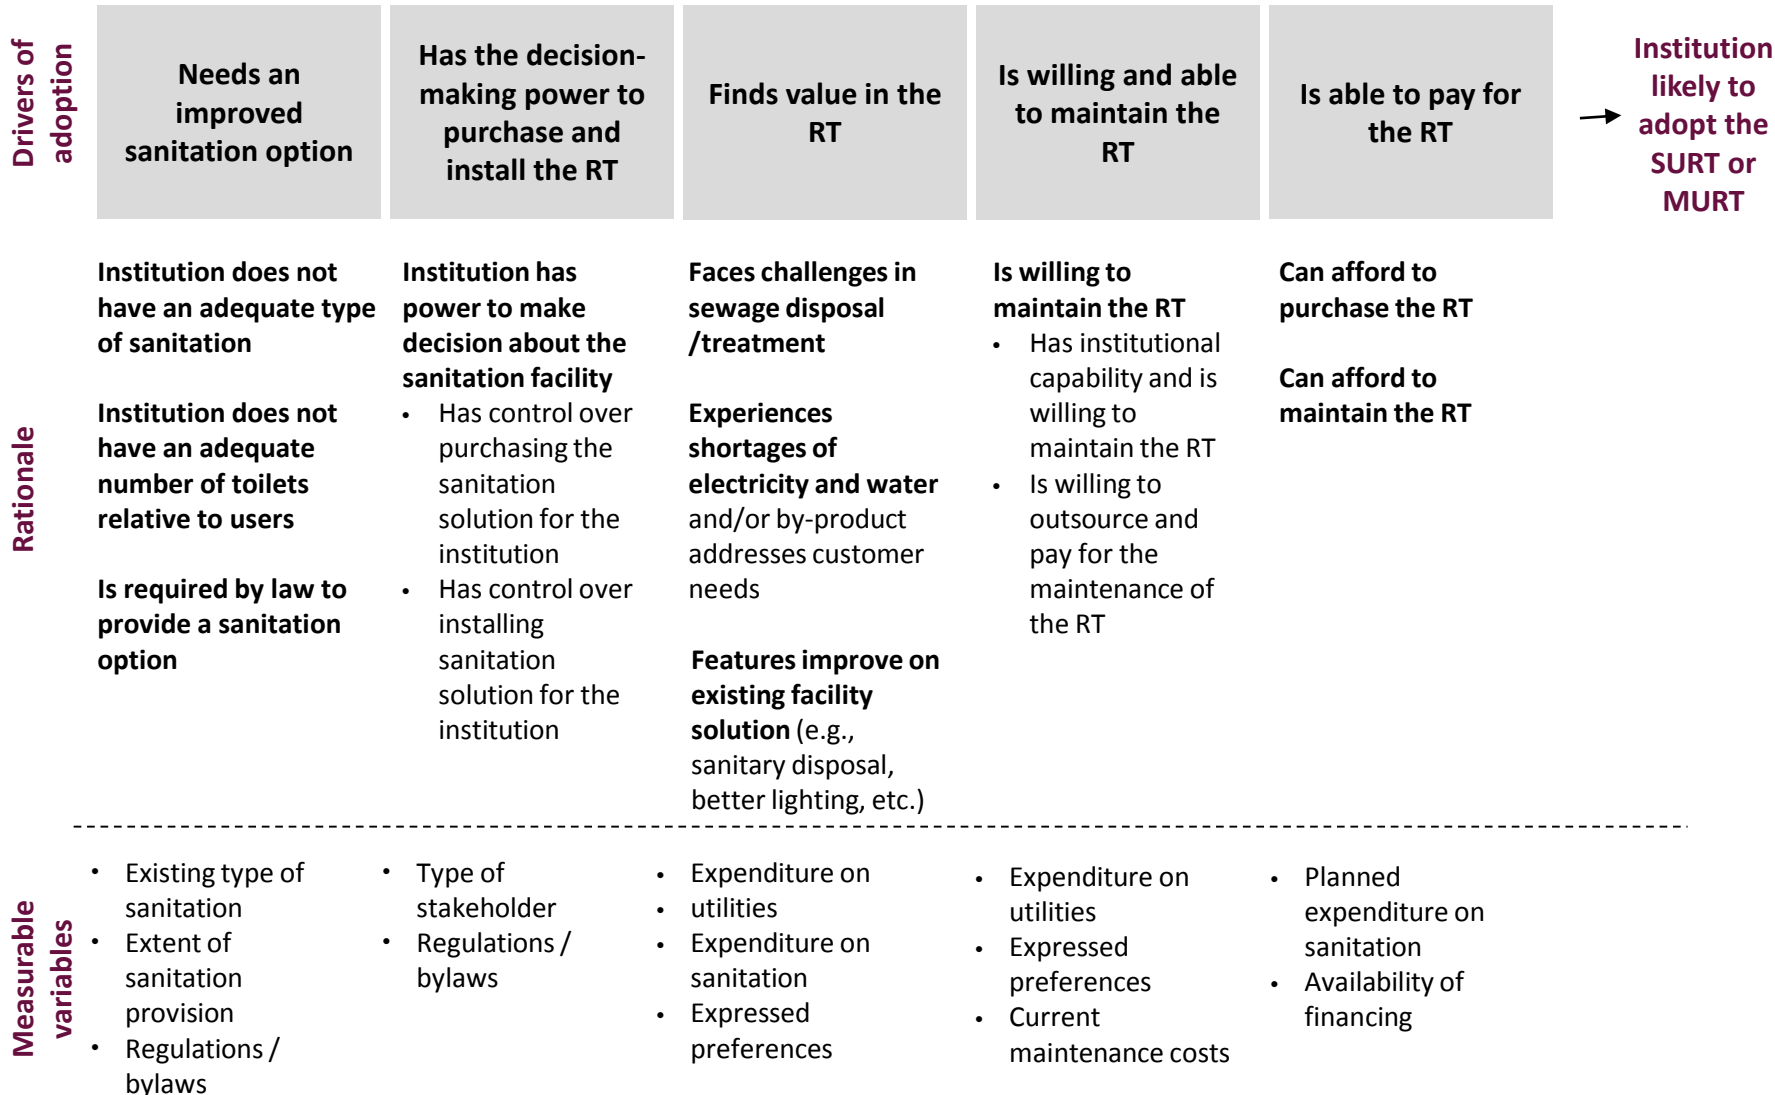 Drivers of
adoption
Needs an
improved
sanitation option
Has the decision-
making power to
purchase and
install the RT
Finds value in the
RT
Is willing and able
to maintain the
RT
Is able to pay for
the RT
Institution
likely to
adopt the
SURT or
MURT
Rationale
Institution does not
have an adequate type
of sanitation
Institution does not
have an adequate
number of toilets
relative to users
Is required by law to
provide a sanitation
option
Institution has
power to make
decision about the
sanitation facility
• Has control over
purchasing the
sanitation
solution for the
institution
• Has control over
installing
sanitation
solution for the
institution
Faces challenges in
sewage disposal
/treatment
Experiences
shortages of
electricity and water
and/or by-product
addresses customer
needs
Features improve on
existing facility
solution (e.g.,
sanitary disposal,
better lighting, etc.)
Is willing to
maintain the RT
• Has institutional
capability and is
willing to
maintain the RT
• Is willing to
outsource and
pay for the
maintenance of
the RT
Can afford to
purchase the RT
Can afford to
maintain the RT
Measurable
variables
• Existing type of
sanitation
• Extent of
sanitation
provision
• Regulations /
bylaws
• Type of
stakeholder
• Regulations /
bylaws
• Expenditure on
• utilities
• Expenditure on
sanitation
• Expressed
preferences
• Expenditure on
utilities
• Expressed
preferences
• Current
maintenance costs
• Planned
expenditure on
sanitation
• Availability of
financing